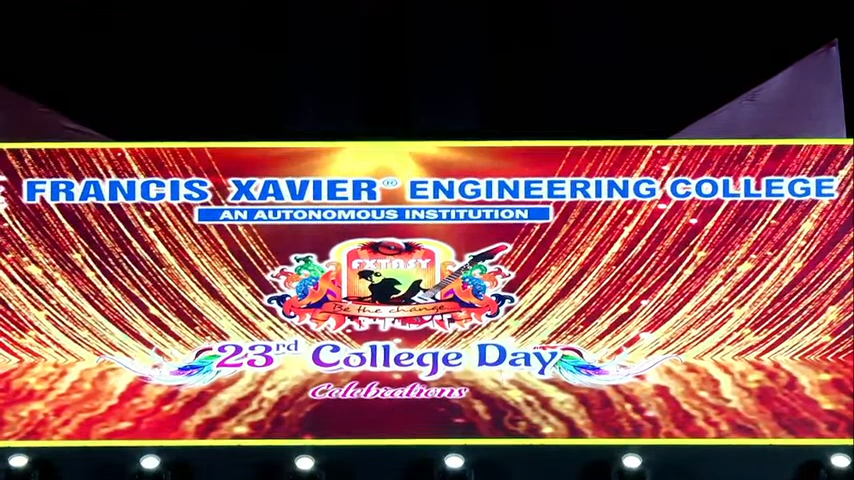 FRANCIS XAVIER® ENGINEERING COLLEGE
AN AUTONOMOUS INSTITUTION
EXTASY
Be the change
23rd College Day
Celebrations